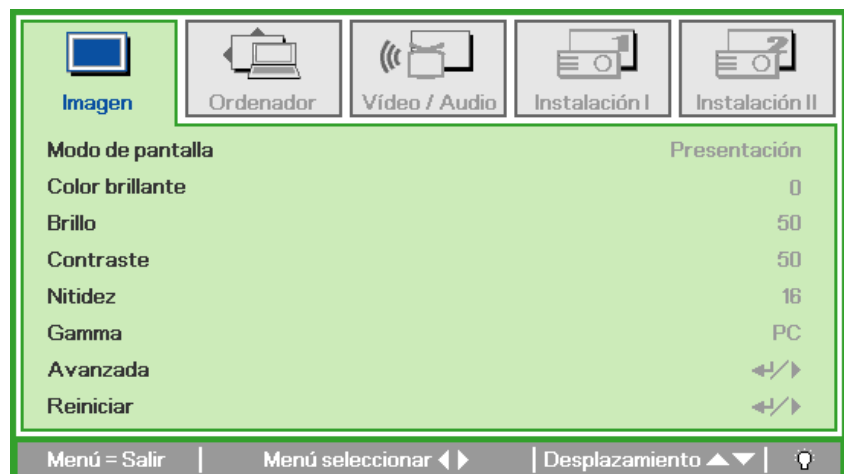 Imagen
Ordenador
Vídeo / Audio
Instalación I
Instalación II
Modo de pantalla Presentación
Color brillante 0
Brillo 50
Contraste 50
Nitidez 16
Gamma PC
Avanzada
Reiniciar
Menú = Salir Menú seleccionar Desplazamiento